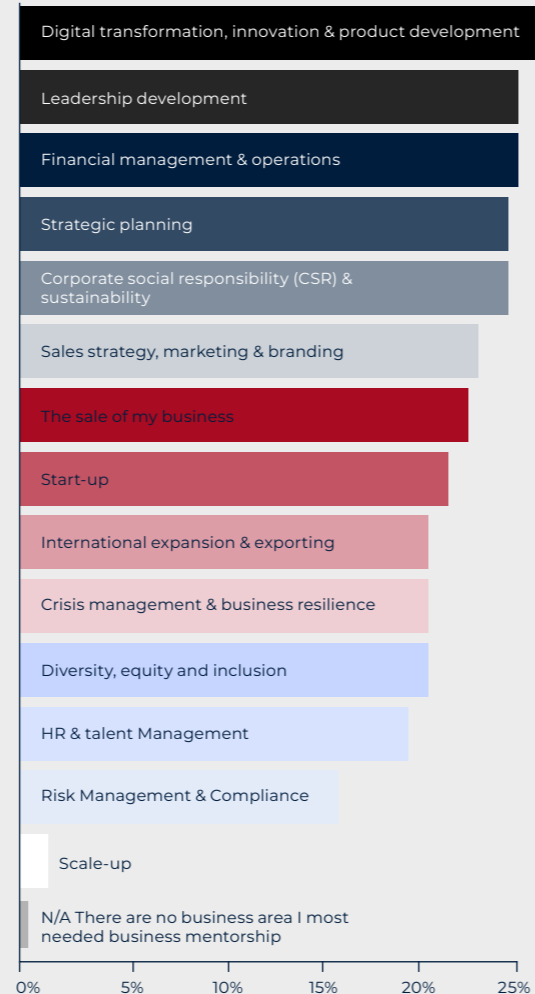 Digital transformation, innovation & product development
Leadership development
Financial management & operations
Strategic planning
Corporate social responsibility (CSR) &
sustainability
Sales strategy, marketing & branding
The sale of my business
Start-up
International expansion & exporting
Crisis management & business resilience
Diversity, equity and inclusion
HR & talent Management
Risk Management & Compliance
Scale-up
N/A There are no business area I most
needed business mentorship
0% 5% 10% 15% 20% 25%